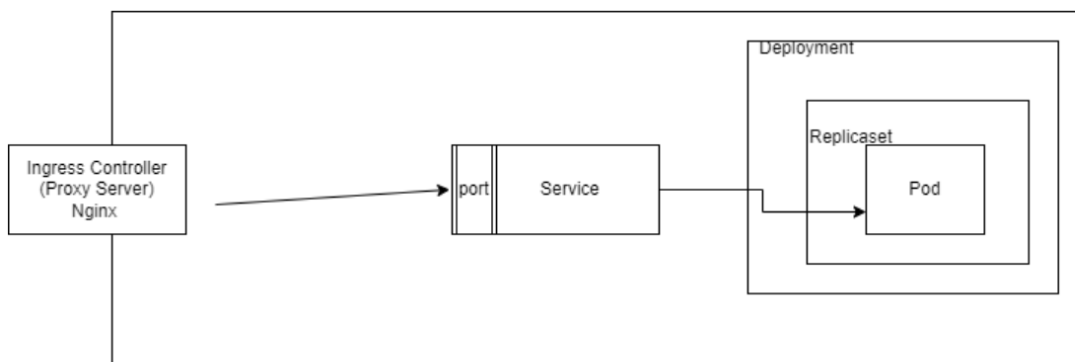 Deployment
Replicaset
Ingress Controller
(Proxy Server)
Nginx
port
Service
Pod